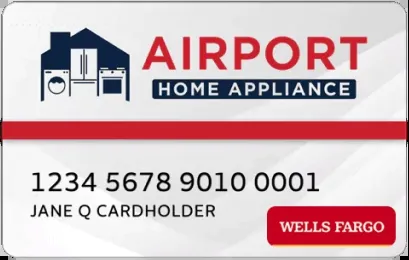 AIRPORT
HOME APPLIANCE
1234 5678 9010 0001
JANE Q CARDHOLDER
WELLS FARGO